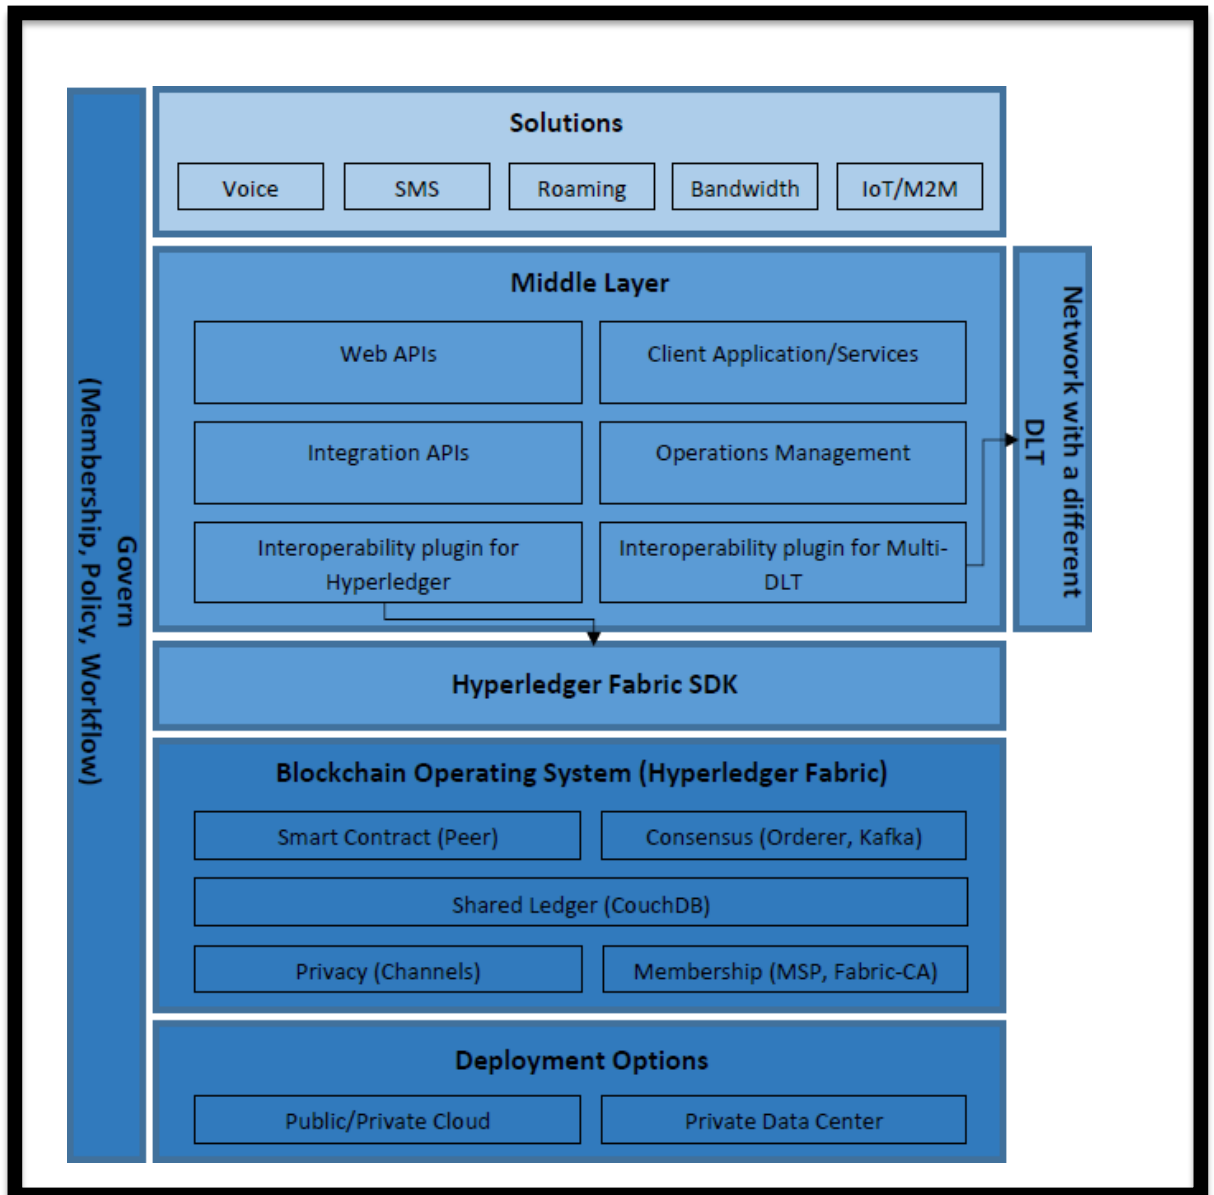 Govern
(Membership, Policy, Workflow)
Solutions
Voice
SMS
Roaming
Bandwidth
IoT/M2M
Middle Layer
Web APIs
Client Application/Services
Integration APIs
Operations Management
Interoperability plugin for
Hyperledger
Interoperability plugin for Multi-
DLT
Network with a different
DLT
Hyperledger Fabric SDK
Blockchain Operating System (Hyperledger Fabric)
Smart Contract (Peer)
Consensus (Orderer, Kafka)
Shared Ledger (CouchDB)
Privacy (Channels)
Membership (MSP, Fabric-CA)
Deployment Options
Public/Private Cloud
Private Data Center